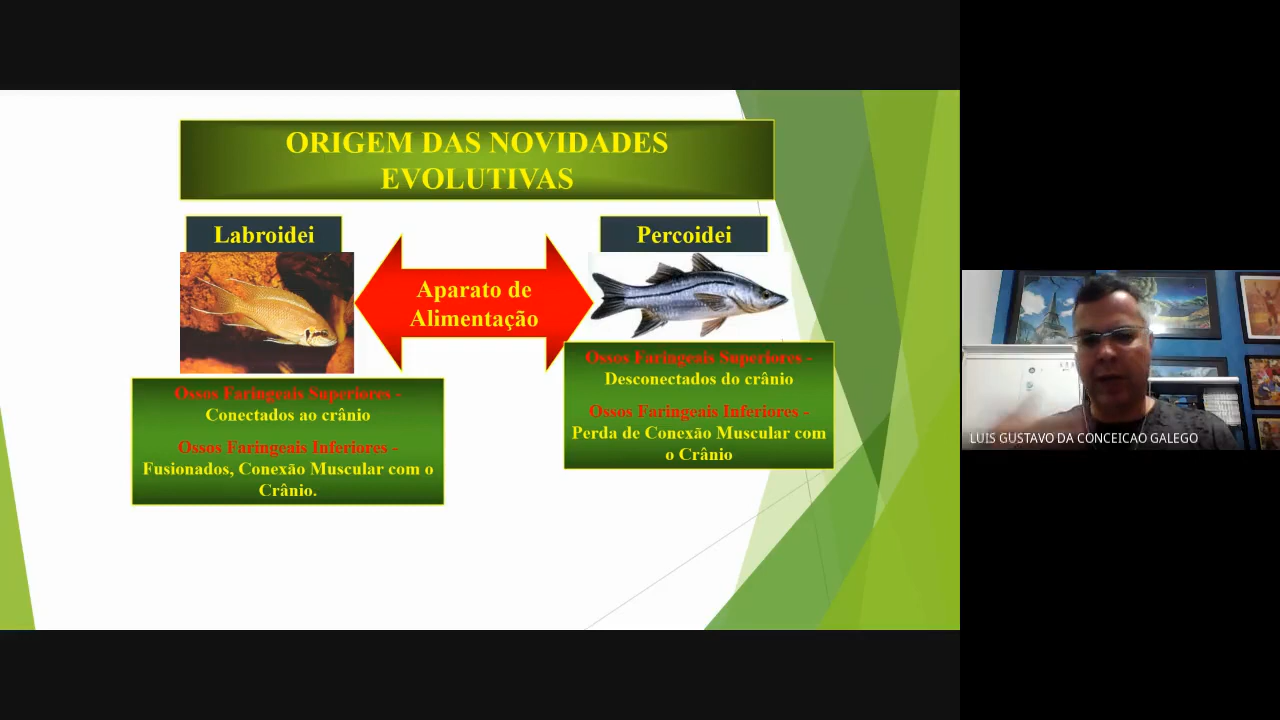 ORIGEM DAS NOVIDADES
EVOLUTIVAS
Labroidei
Percoidei
Aparato de
Alimentação
Ossos Faringeais Superiores -
Conectados ao crânio
Ossos Faringeais Inferiores -
Fusionados, Conexão Muscular com o
Crânio.
Ossos Faringeais Superiores -
Desconectados do crânio
Ossos Faringeais Inferiores -
Perda de Conexão Muscular com
o Crânio
LUIS GUSTAVO DA CONCEICAO GALEGO